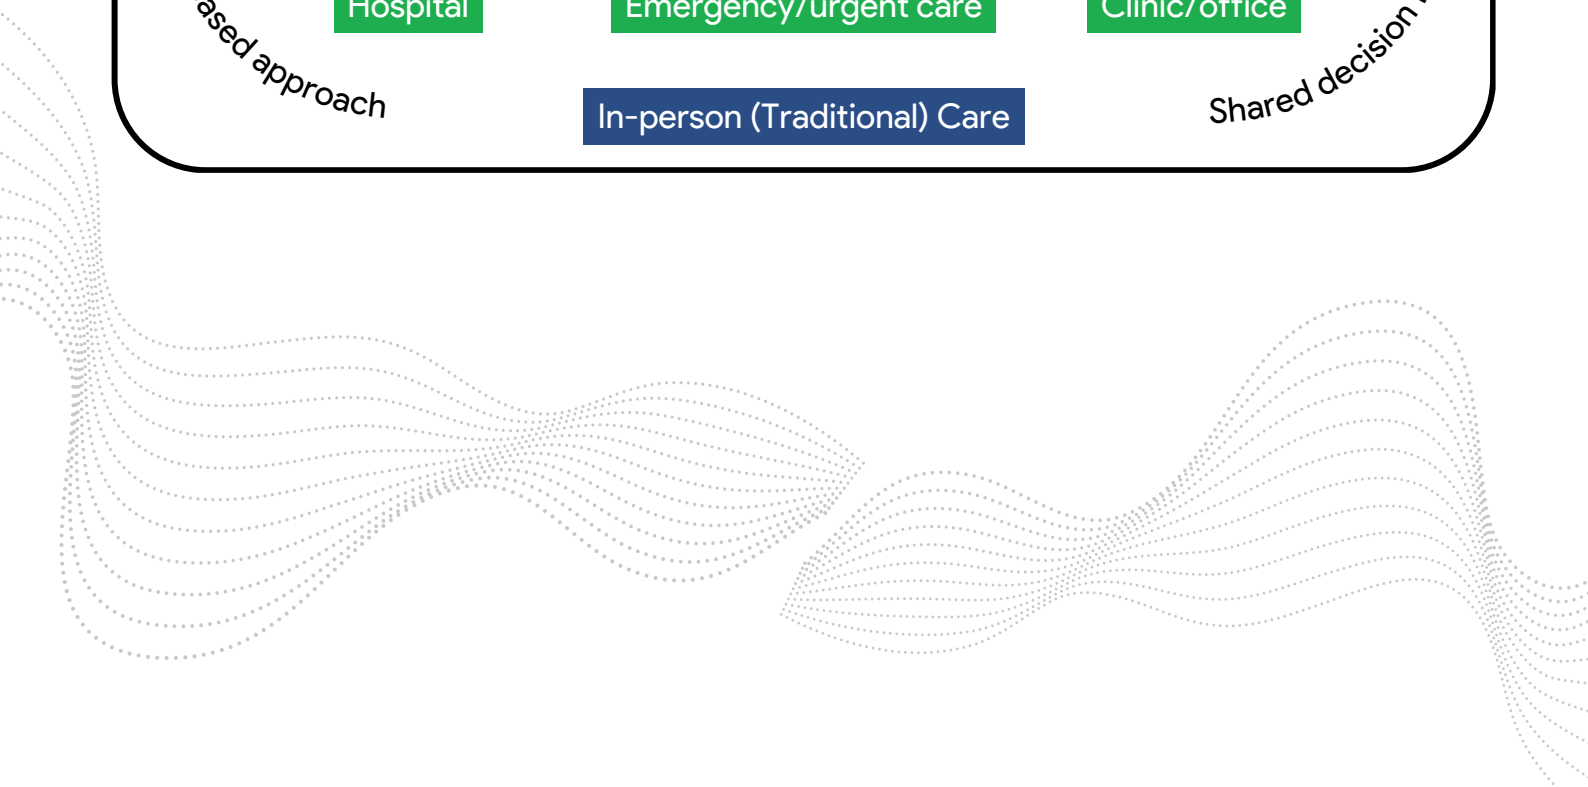 Hospital
Emergency/urgent care
Clinic/office
ased approach
In-person (Traditional) Care
Shared decision